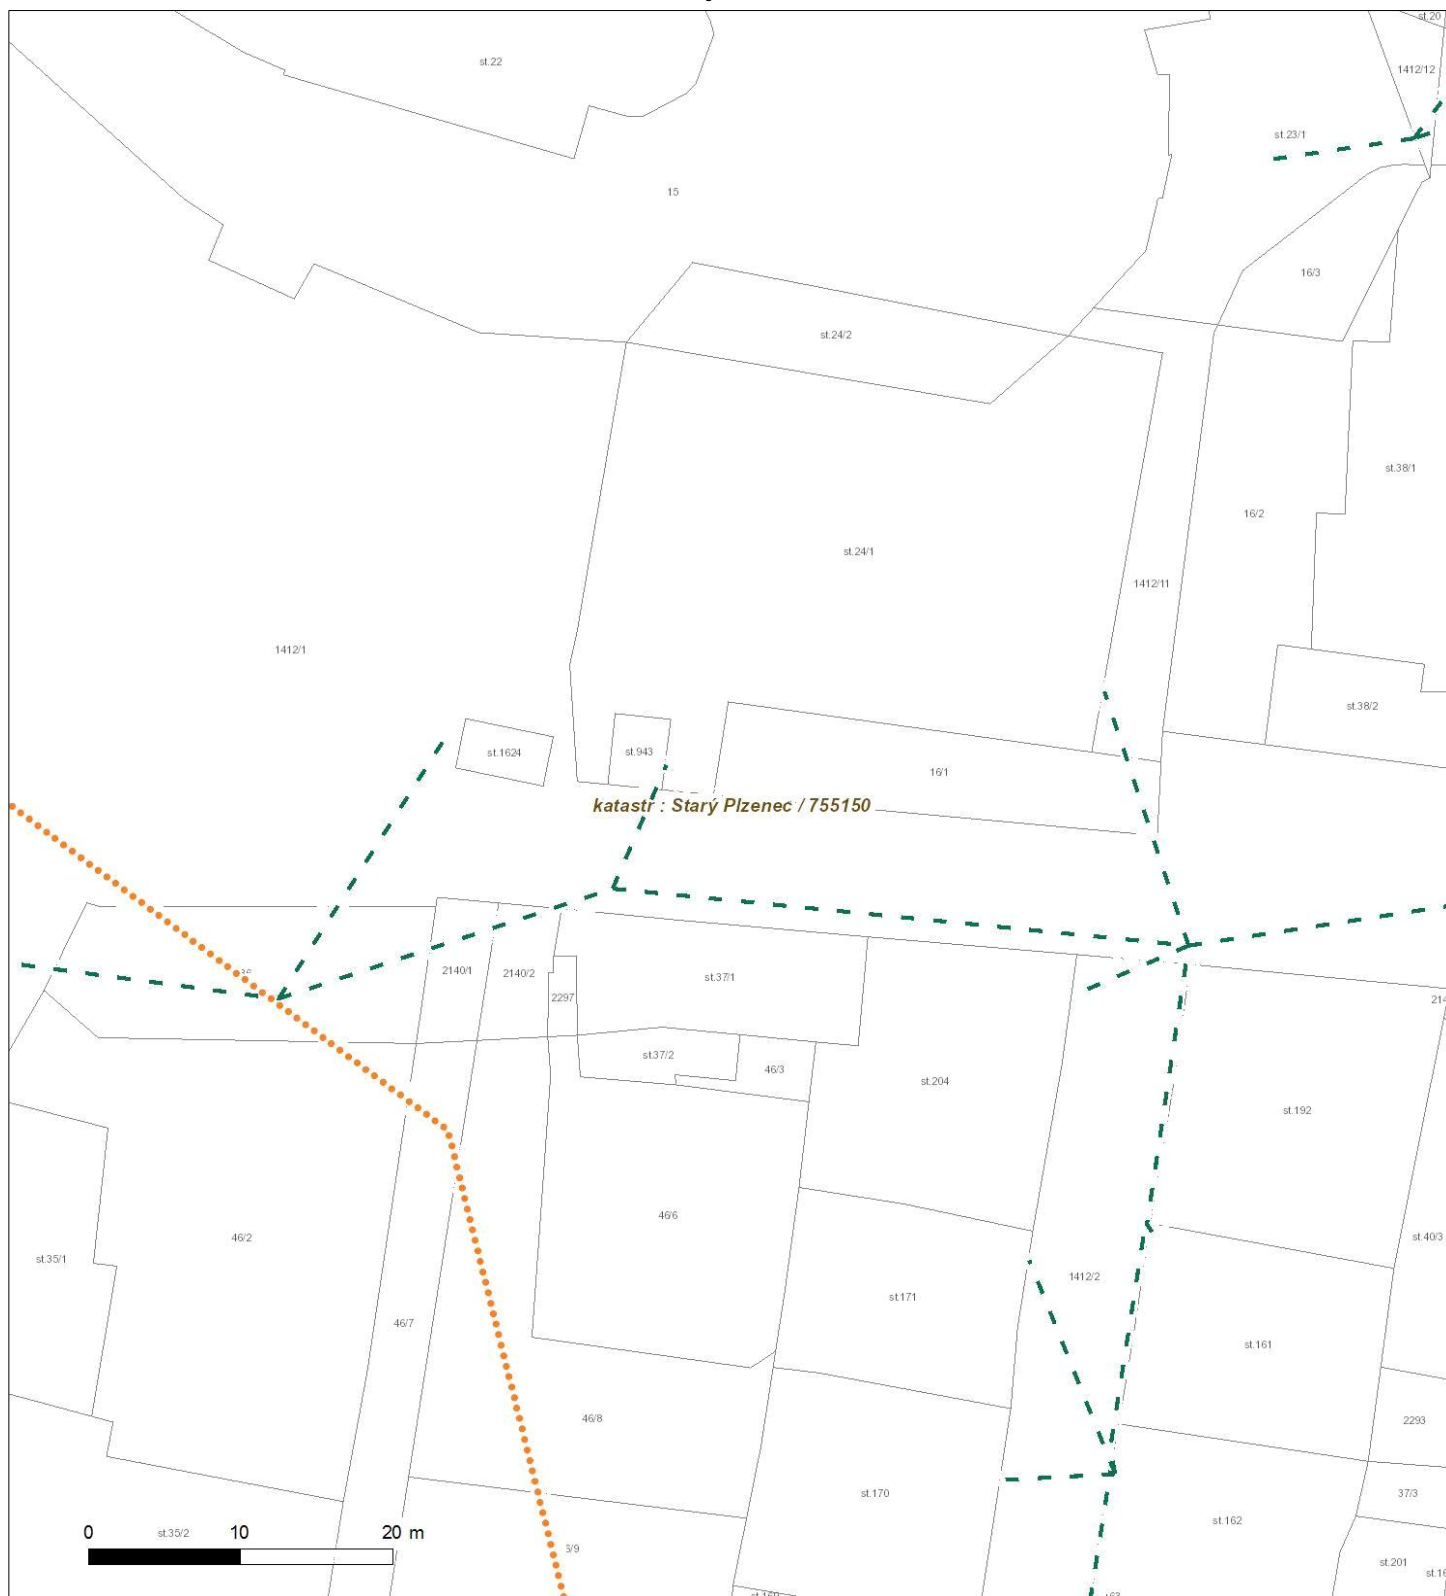 st.20
st.22
1412/12
st.23/1
15
16/3
st.24/2
st.38/1
16/2
st.24/1
1412/11
1412/1
st.38/2
st.1624
st.943
16/1
katastr : Starý Plzenec / 755150
2140/1
2140/2
st.37/1
2297
st.37/2
46/3
st.204
st.192
46/6
46/2
st.40/3
st.35/1
1412/2
st.171
46/7
st.161
46/8
2293
st.170
37/3
st.162
0 10 20 m
st.35/2
st.201